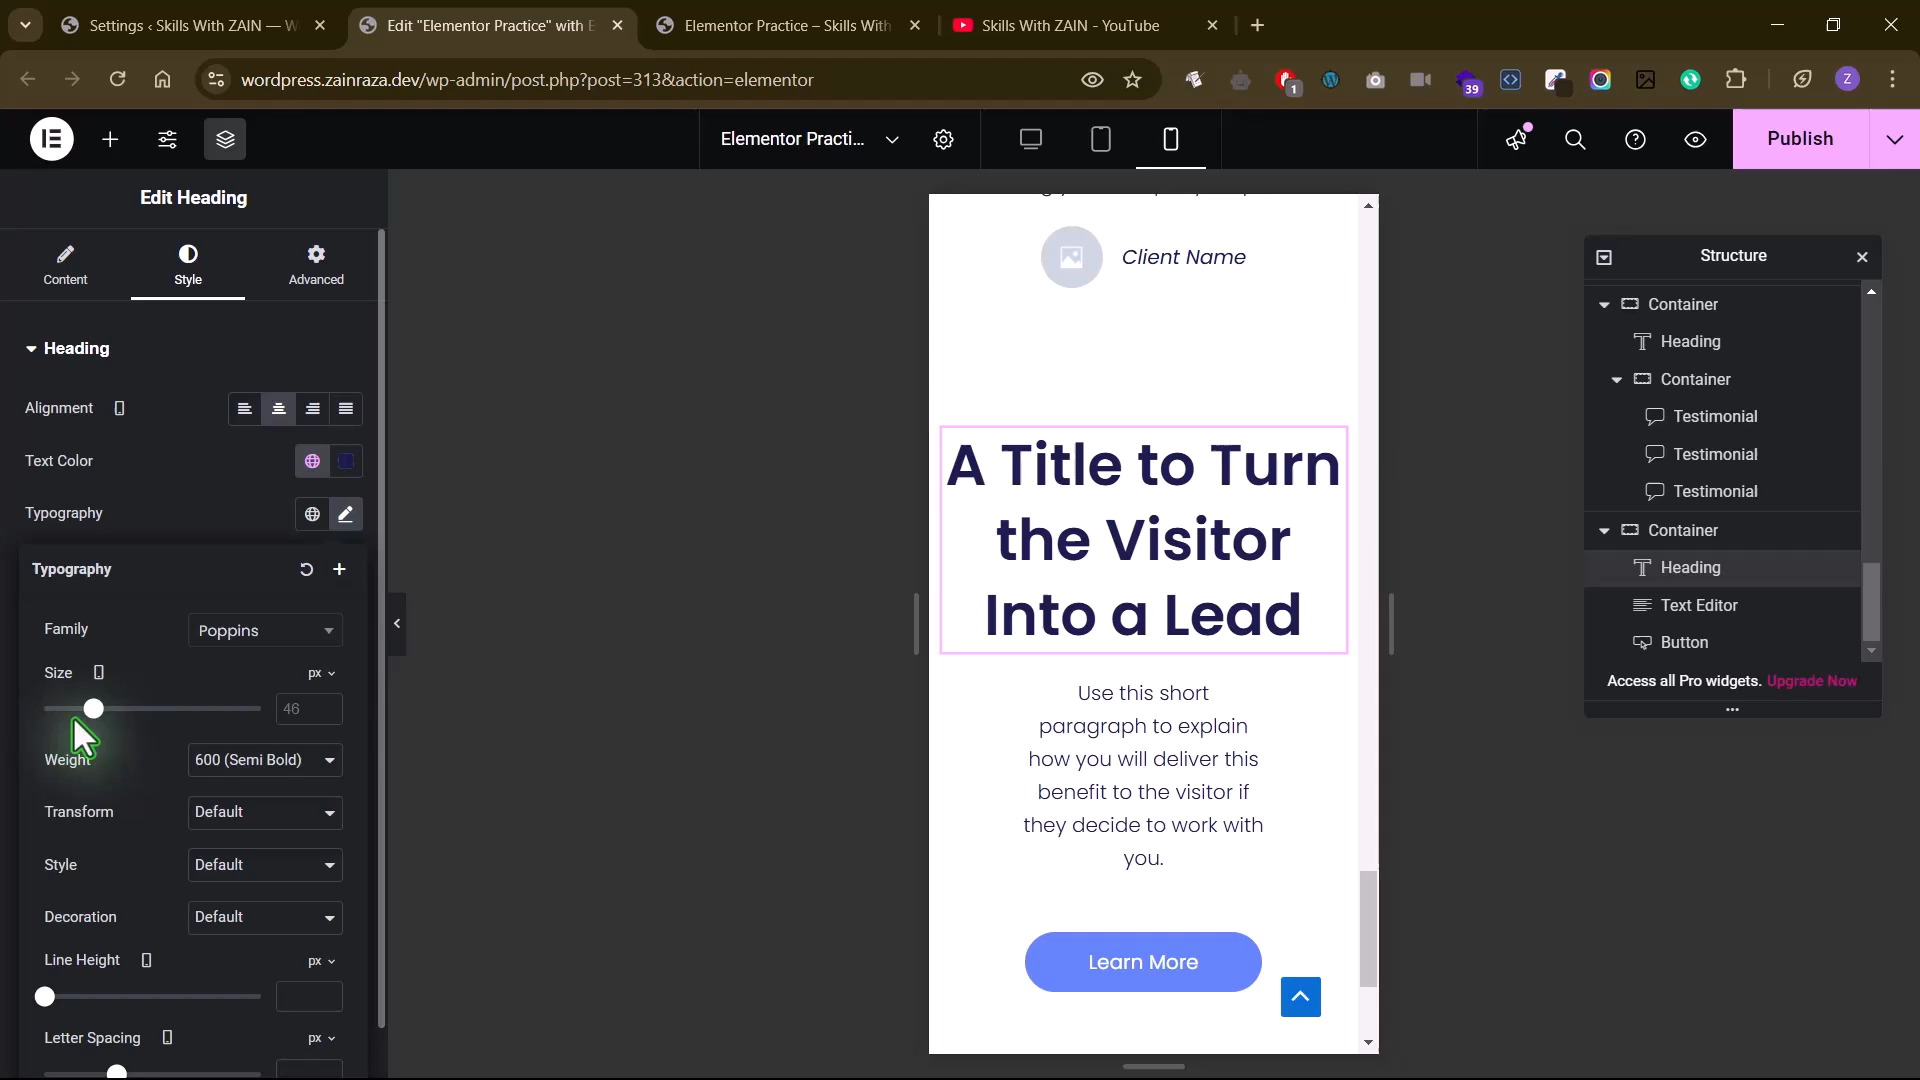 Settings ‹ Skills With ZAIN — W
Edit "Elementor Practice" with E
Elementor Practice – Skills With
Skills With ZAIN - YouTube
wordpress.zainraza.dev/wp-admin/post.php?post=313&action=elementor
1
39
Z
Elementor Practi...
Publish
Edit Heading
Content
Style
Advanced
Heading
Alignment
Text Color
Typography
Typography
Family
Poppins
Size
px
46
Weight
600 (Semi Bold)
Transform
Default
Style
Default
Decoration
Default
Line Height
px
Letter Spacing
px
Client Name
A Title to Turn
the Visitor
Into a Lead
Use this short
paragraph to explain
how you will deliver this
benefit to the visitor if
they decide to work with
you.
Learn More
Structure
Container
Heading
Container
Testimonial
Testimonial
Testimonial
Container
Heading
Text Editor
Button
Access all Pro widgets. Upgrade Now